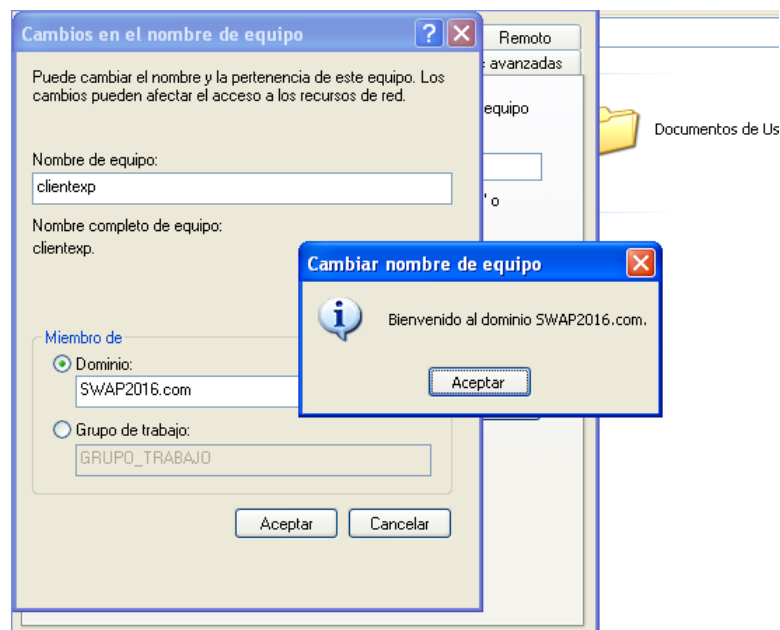 Cambios en el nombre de equipo
Remoto
avanzadas
Puede cambiar el nombre y la pertenencia de este equipo. Los
cambios pueden afectar el acceso a los recursos de red.
equipo
Documentos de Us
Nombre de equipo:
clientexp
' o
Nombre completo de equipo:
clientexp.
Cambiar nombre de equipo
Bienvenido al dominio SWAP2016.com.
Aceptar
Miembro de
Dominio:
SWAP2016.com
Grupo de trabajo:
GRUPO_TRABAJO
Aceptar
Cancelar